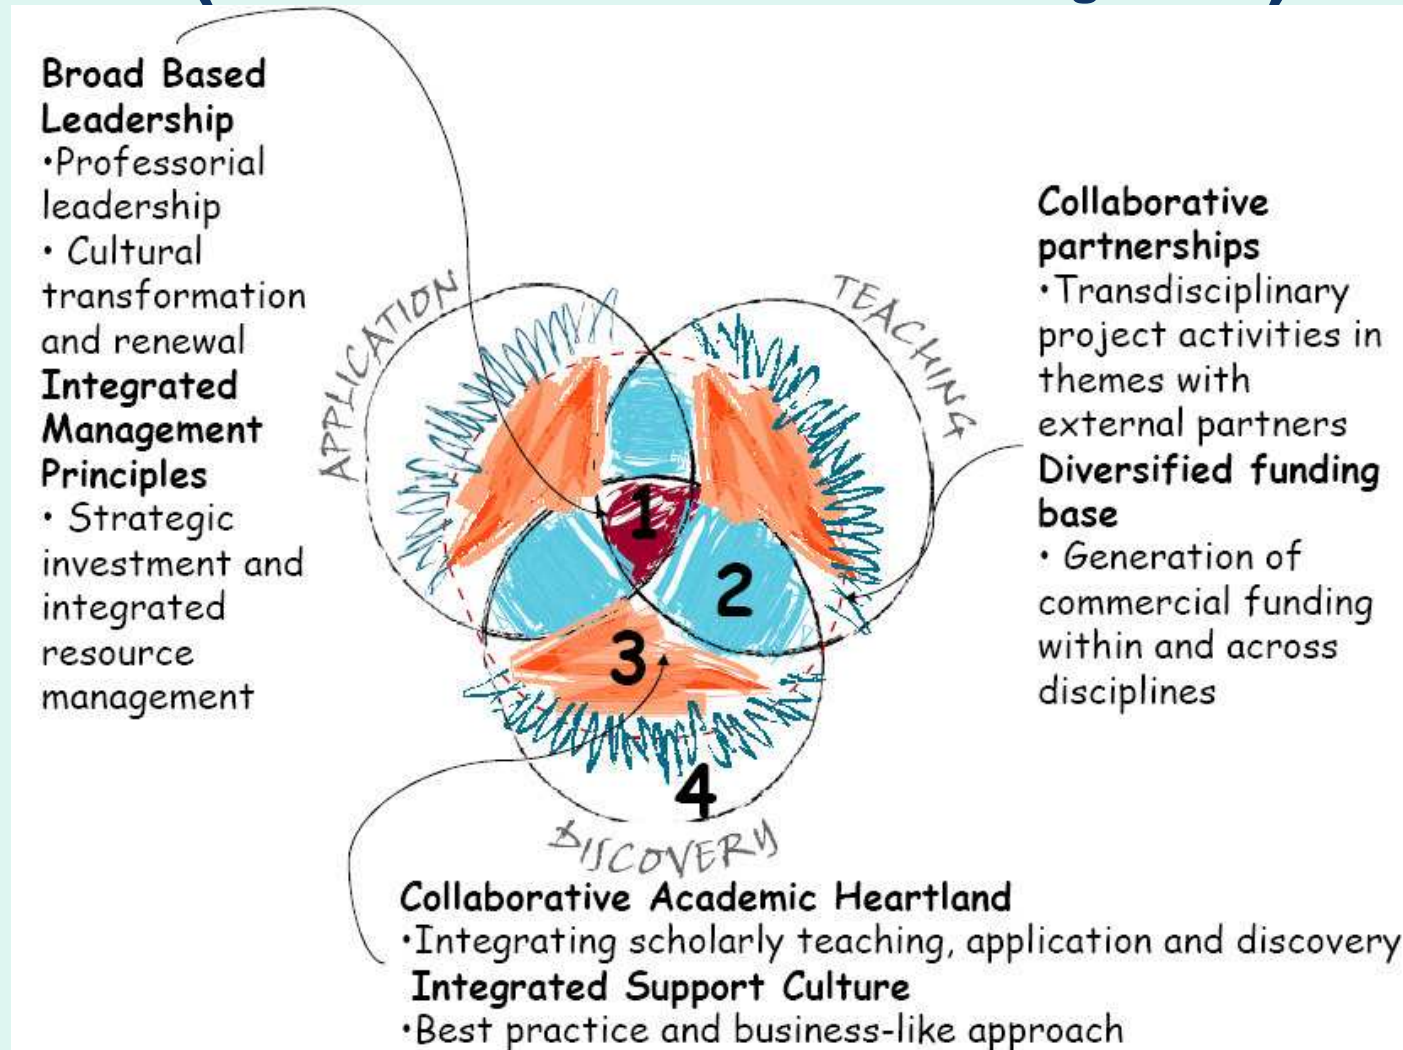 Broad Based
Leadership
•Professorial
leadership
• Cultural
transformation
and renewal
Integrated
Management
Principles
• Strategic
investment and
integrated
resource
management
APPLICATION
TEACHING
1
2
3
4
DISCOVERY
Collaborative
partnerships
•Transdisciplinary
project activities in
themes with
external partners
Diversified funding
base
• Generation of
commercial funding
within and across
disciplines
Collaborative Academic Heartland
•Integrating scholarly teaching, application and discovery
Integrated Support Culture
•Best practice and business-like approach